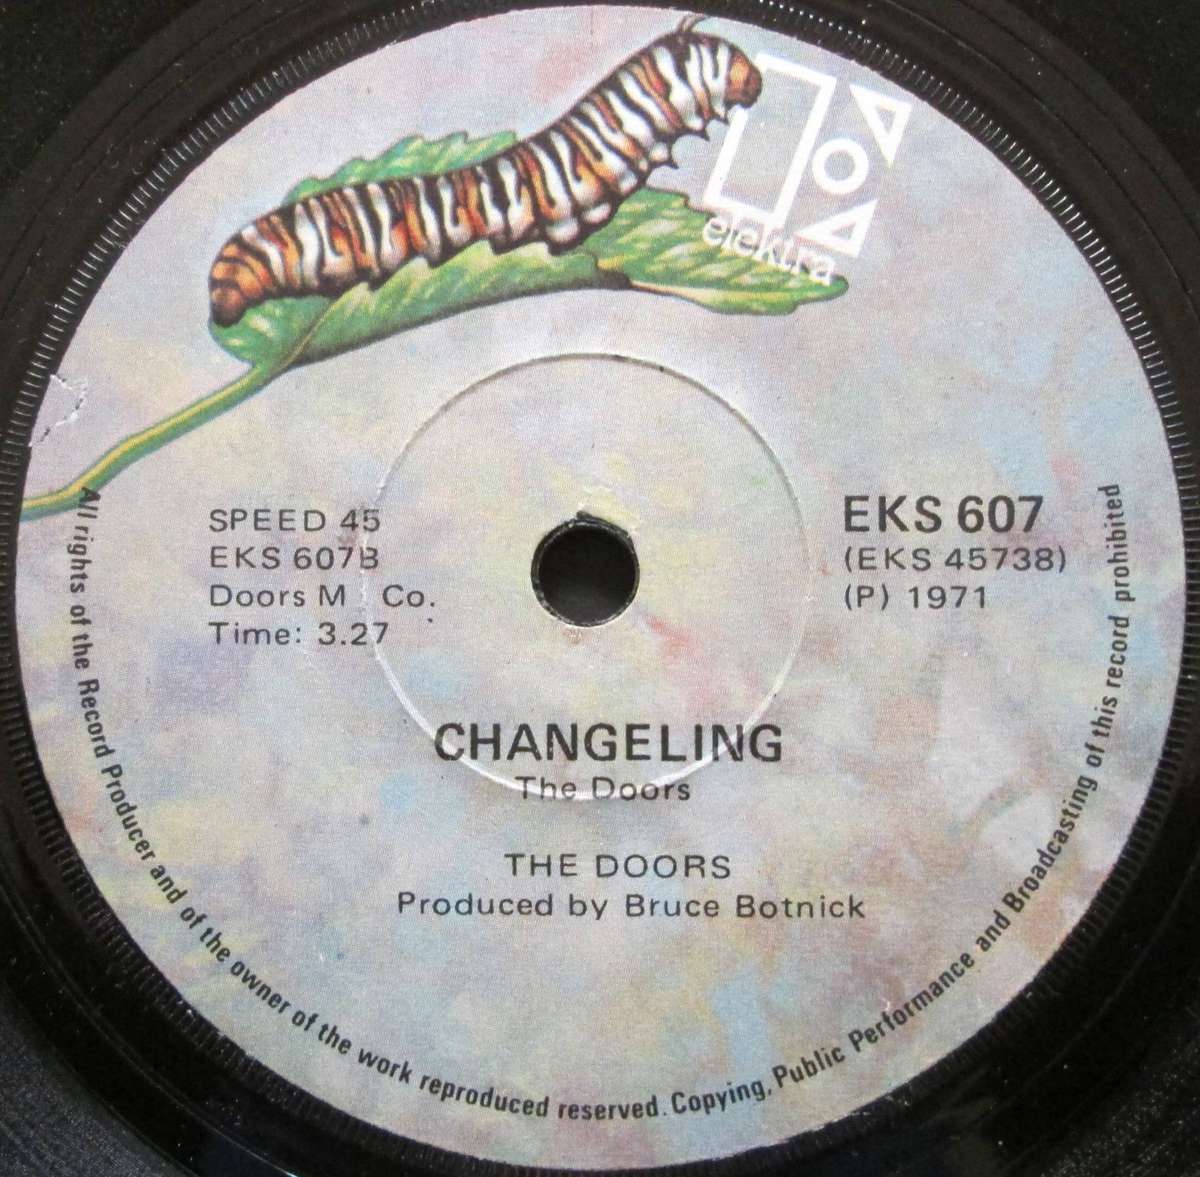 elektra
SPEED 45
EKS 607B
Doors M Co.
Time: 3.27
EKS 607
(EKS 45738)
(P) 1971
CHANGELING
The Doors
THE DOORS
Produced by Bruce Botnick
All rights of the Record Producer and of the owner of the work reproduced reserved. Copying, Public Performance and Broadcasting of this record prohibited